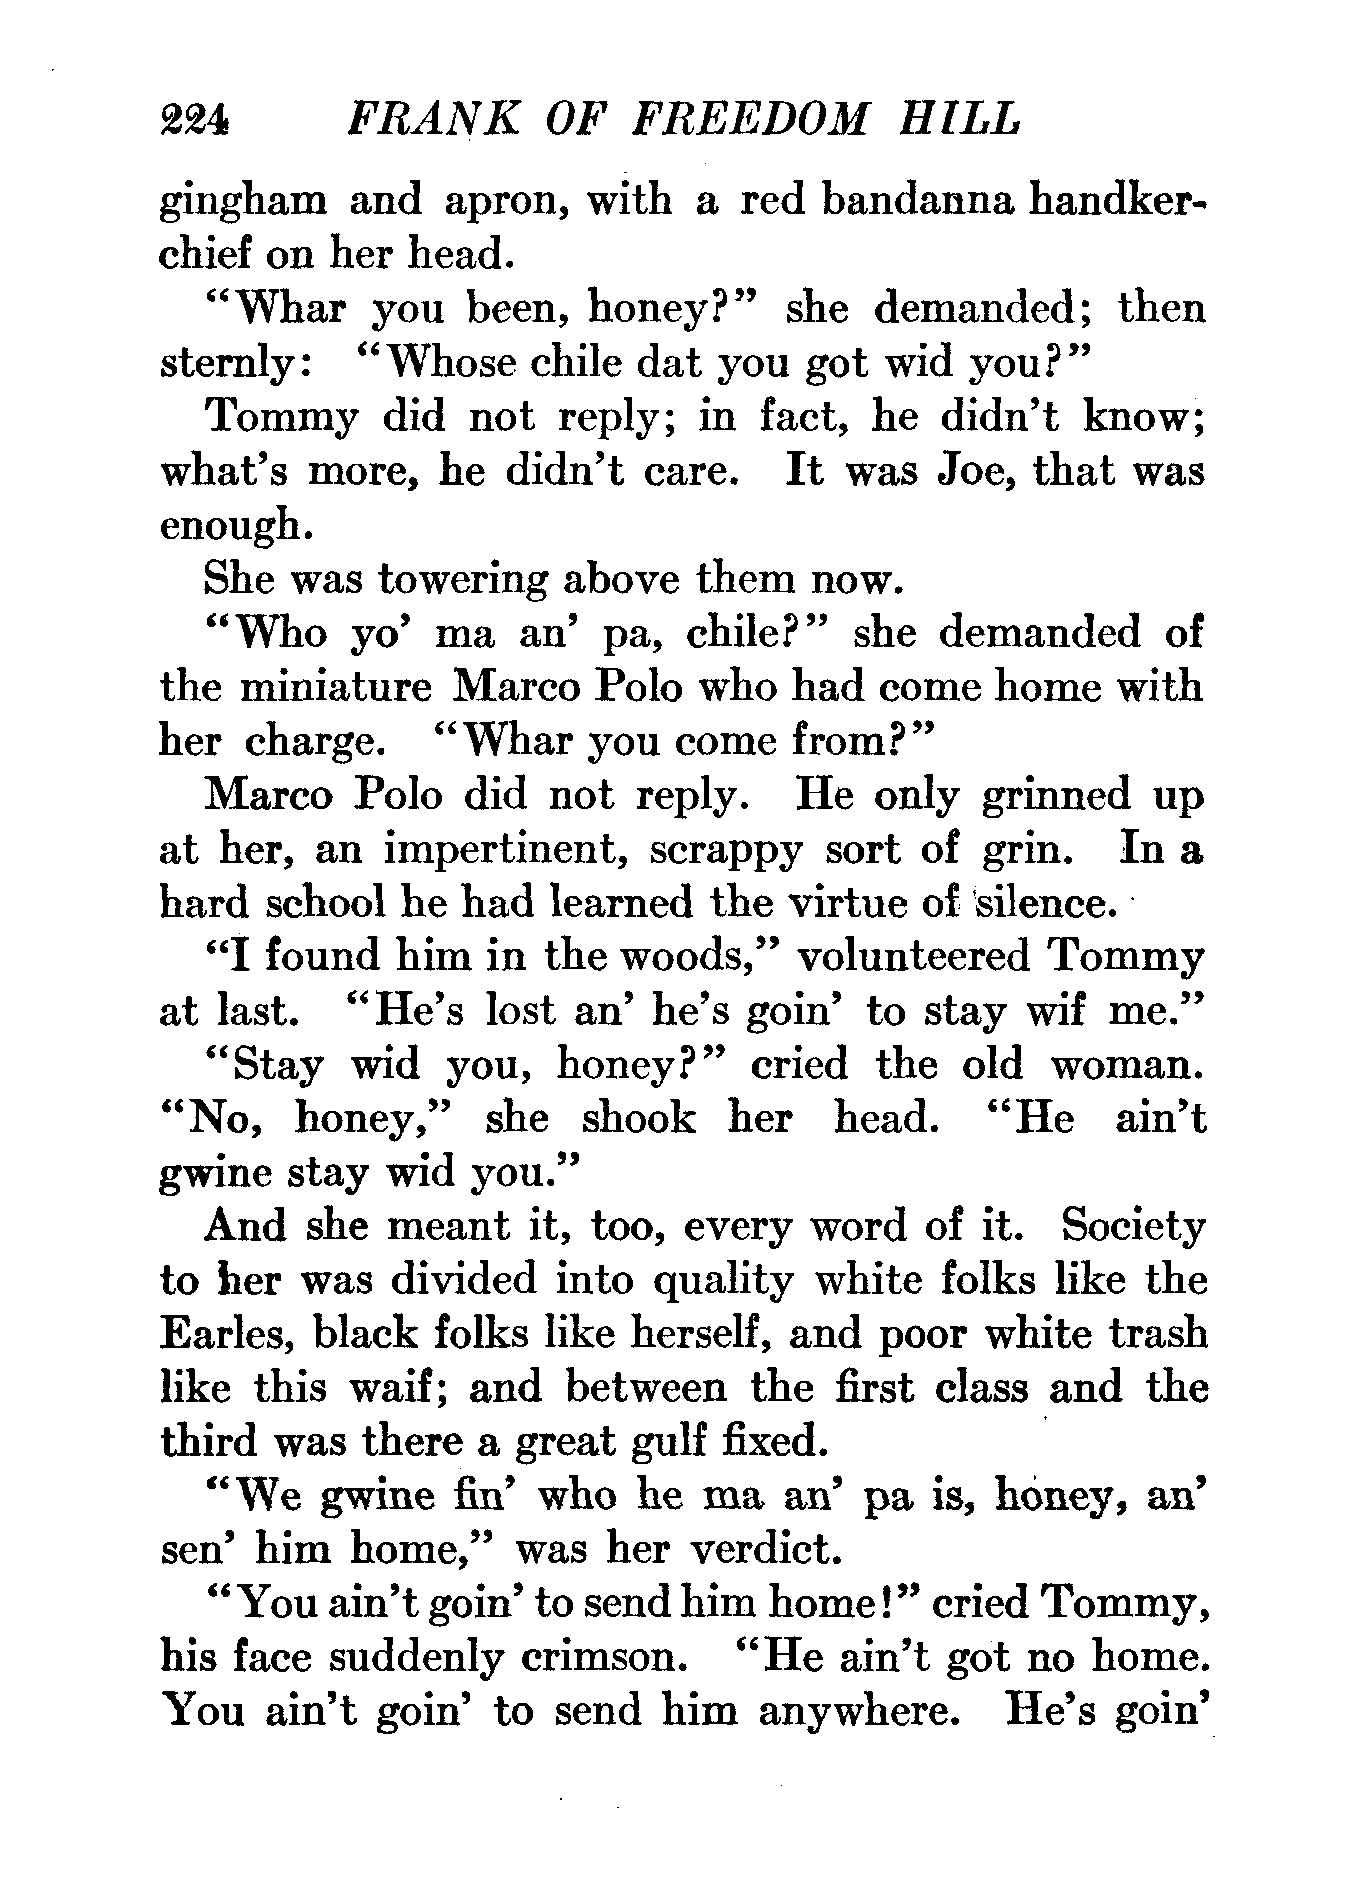 224 FRANK OF FREEDOM HILL
gingham and apron, with a red bandanna handker-
chief on her head.
“Whar you been, honey?” she demanded; then
sternly: “Whose chile dat you got wid you?”
Tommy did not reply; in fact, he didn’t know;
what’s more, he didn’t care. It was Joe, that was
enough.
She was towering above them now.
“Who yo’ ma an’ pa, chile?” she demanded of
the miniature Marco Polo who had come home with
her charge. “Whar you come from?”
Marco Polo did not reply. He only grinned up
at her, an impertinent, scrappy sort of grin. In a
hard school he had learned the virtue of silence.
“I found him in the woods,” volunteered Tommy
at last. “He’s lost an’ he’s goin’ to stay wif me.”
“Stay wid you, honey?” cried the old woman.
“No, honey,” she shook her head. “He ain’t
gwine stay wid you.”
And she meant it, too, every word of it. Society
to her was divided into quality white folks like the
Earles, black folks like herself, and poor white trash
like this waif; and between the first class and the
third was there a great gulf fixed.
“We gwine fin’ who he ma an’ pa is, honey, an’
sen’ him home,” was her verdict.
“You ain’t goin’ to send him home!” cried Tommy,
his face suddenly crimson. “He ain’t got no home.
You ain’t goin’ to send him anywhere. He’s goin’